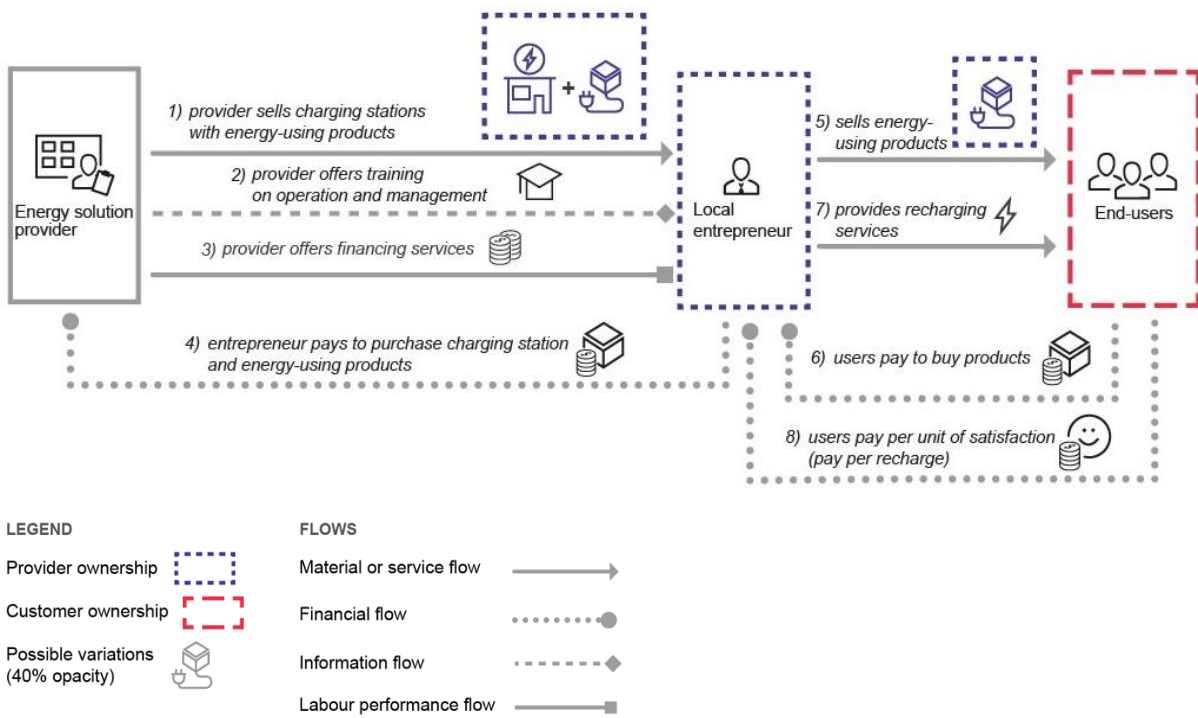 1) provider sells charging stations
with energy-using products
2) provider offers training
on operation and management
Energy solution
provider
3) provider offers financing services
Local
entrepreneur
5) sells energy-
using products
7) provides recharging
services
End-users
4) entrepreneur pays to purchase charging station
and energy-using products
6) users pay to buy products
8) users pay per unit of satisfaction
(pay per recharge)
LEGEND
Provider ownership
Customer ownership
Possible variations
(40% opacity)
FLOWS
Material or service flow
Financial flow
Information flow
Labour performance flow